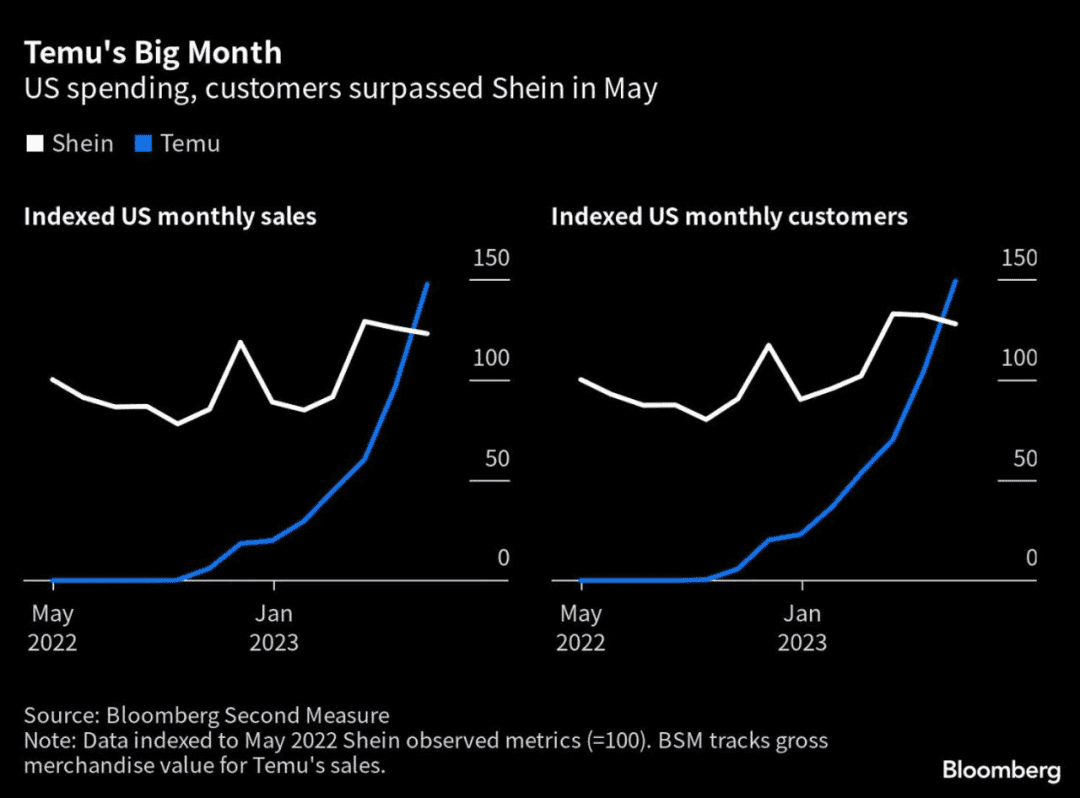 Temu's Big Month
US spending, customers surpassed Shein in May
Shein Temu
Indexed US monthly sales
150
100
50
0
May
2022
Jan
2023
Indexed US monthly customers
150
100
50
0
May
2022
Jan
2023
Source: Bloomberg Second Measure
Note: Data indexed to May 2022 Shein observed metrics (=100). BSM tracks gross
merchandise value for Temu's sales.
Bloomberg